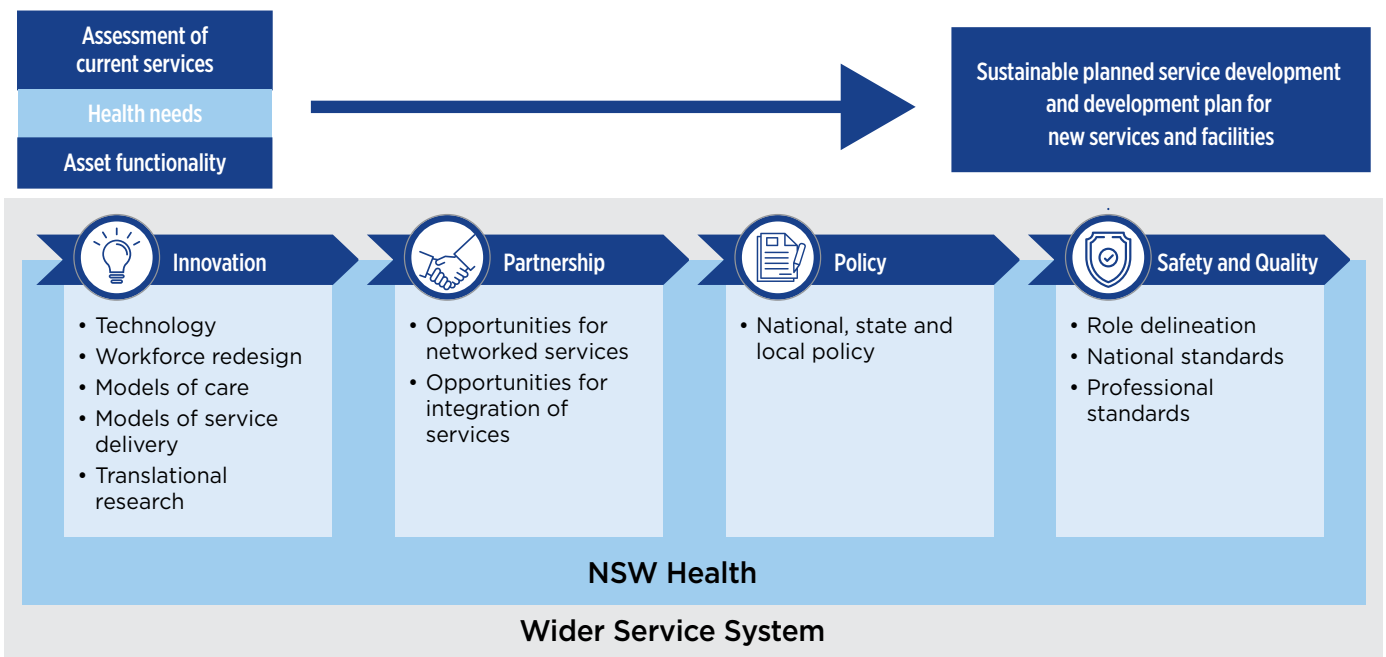 Assessment of
current services
Health needs
Asset functionality
Sustainable planned service development
and development plan for
new services and facilities
Innovation
• Technology
• Workforce redesign
• Models of care
• Models of service
delivery
• Translational
research
Partnership
• Opportunities for
networked services
• Opportunities for
integration of
services
Policy
• National, state and
local policy
Safety and Quality
• Role delineation
• National standards
• Professional
standards
NSW Health
Wider Service System